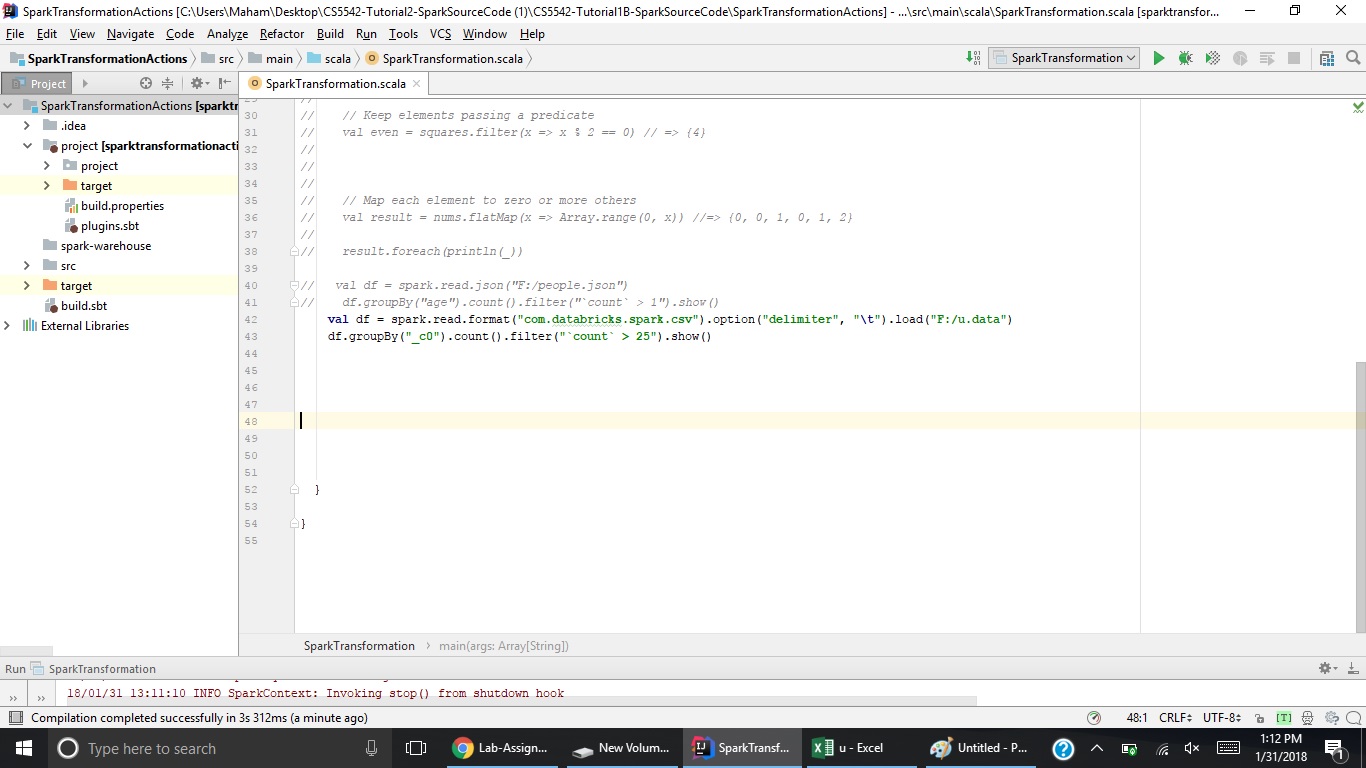 SparkTransformationActions [C:\Users\Maham\Desktop\CS5542-Tutorial2-SparkSourceCode (1)\CS5542-Tutorial1B-SparkSourceCode\SparkTransformationActions] - ...\src\main\scala\SparkTransformation.scala [sparktransfor...
File Edit View Navigate Code Analyze Refactor Build Run Tools VCS Window Help
SparkTransformationActions src main scala SparkTransformation.scala
SparkTransformation
Project
SparkTransformation.scala
SparkTransformationActions [sparktr
.idea
project [sparktransformationacti
project
target
build.properties
plugins.sbt
spark-warehouse
src
target
build.sbt
External Libraries
29 //
30 // // Keep elements passing a predicate
31 // val even = squares.filter(x => x % 2 == 0) // => {4}
32 //
33 //
34 //
35 // // Map each element to zero or more others
36 // val result = nums.flatMap(x => Array.range(0, x)) //=> {0, 0, 1, 0, 1, 2}
37 //
38 // result.foreach(println(_))
39
40 // val df = spark.read.json("F:/people.json")
41 // df.groupBy("age").count().filter("`count` > 1").show()
42 val df = spark.read.format("com.databricks.spark.csv").option("delimiter", "\t").load("F:/u.data")
43 df.groupBy("_c0").count().filter("`count` > 25").show()
44
45
46
47
48
49
50
51
52 }
53
54 }
55
SparkTransformation main(args: Array[String])
Run SparkTransformation
18/01/31 13:11:10 INFO SparkContext: Invoking stop() from shutdown hook
Compilation completed successfully in 3s 312ms (a minute ago)
48:1 CRLF UTF-8 [T]
Type here to search
Lab-Assign...
New Volum...
SparkTransf...
u - Excel
Untitled - P...
1:12 PM
1/31/2018
1